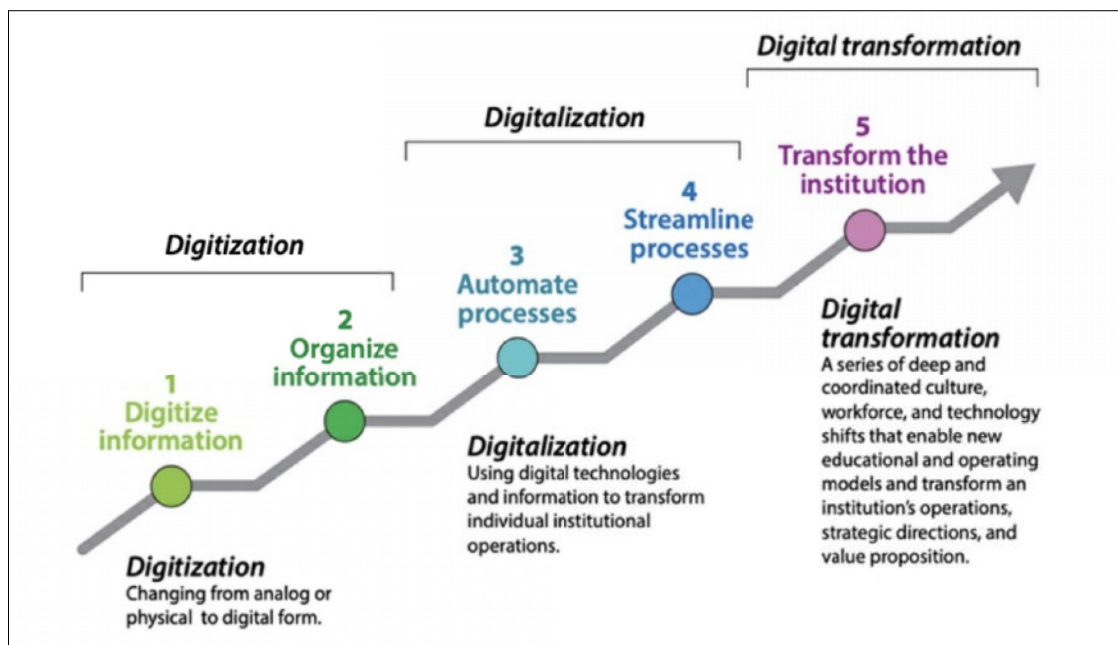 Digital transformation
Digitalization
5
Transform the
institution
4
Streamline
processes
Digitization
3
Automate
processes
2
Organize
information
1
Digitize
information
Digital
transformation
A series of deep and
coordinated culture,
workforce, and technology
shifts that enable new
educational and operating
models and transform an
institution's operations,
strategic directions, and
value proposition.
Digitalization
Using digital technologies
and information to transform
individual institutional
operations.
Digitization
Changing from analog or
physical to digital form.